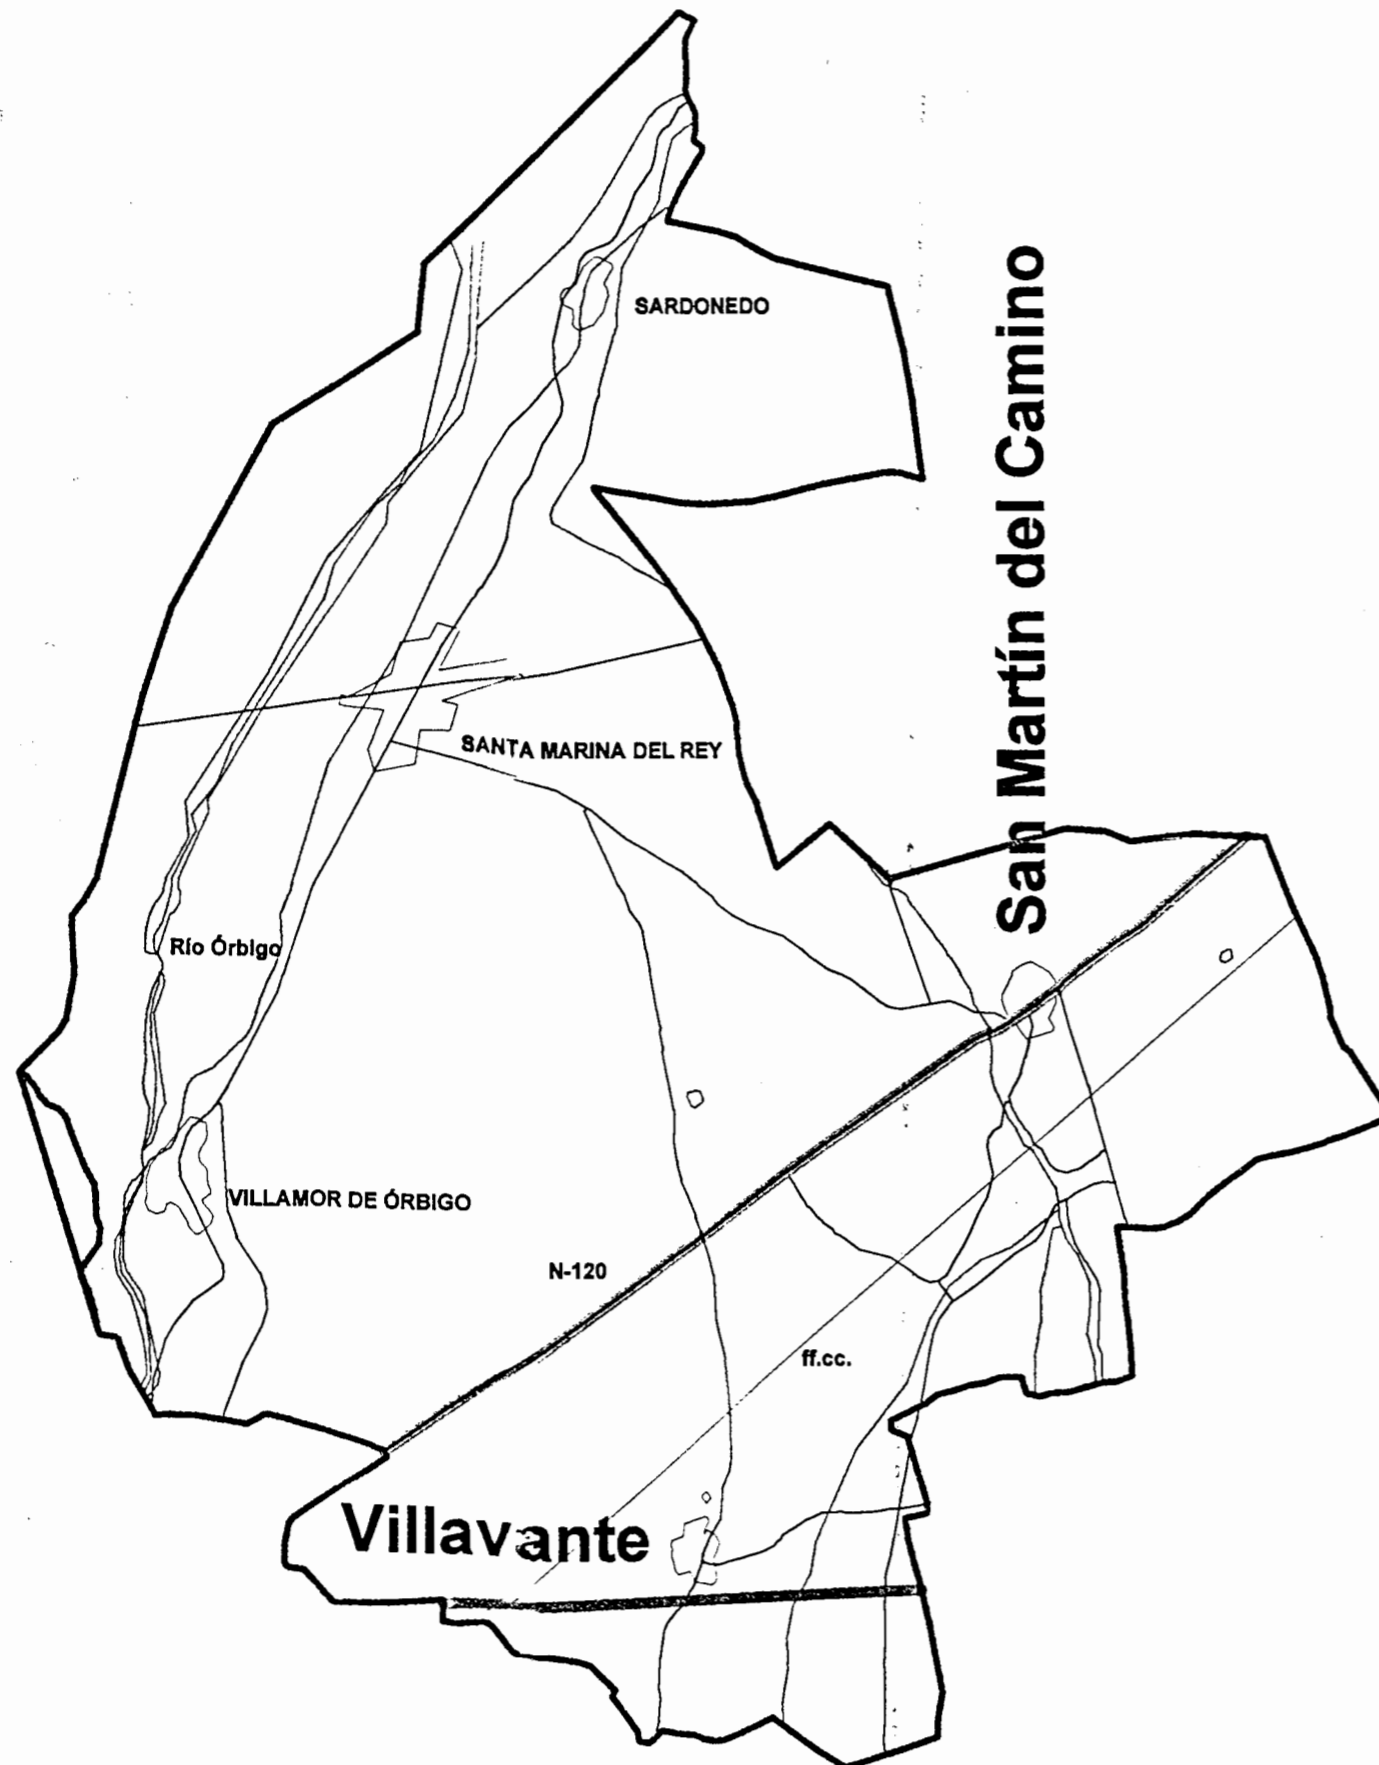 SARDONEDO
San Martín del Camino
SANTA MARINA DEL REY
Río Órbigo
VILLAMOR DE ÓRBIGO
N-120
ff.cc.
Villavante